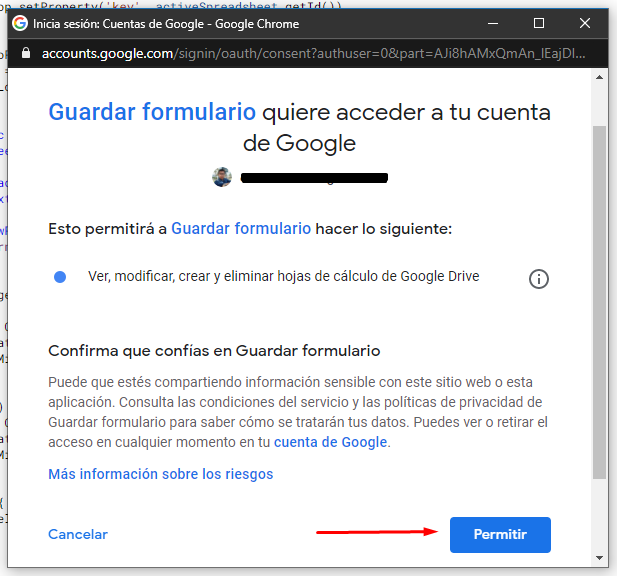 op.setProperty('key', activeSpreadsheet.getId())
Inicia sesión: Cuentas de Google - Google Chrome
accounts.google.com/signin/oauth/consent?authuser=0&part=AJi8hAMxQmAn_lEajDl...
Guardar formulario quiere acceder a tu cuenta
de Google
Esto permitirá a Guardar formulario hacer lo siguiente:
Ver, modificar, crear y eliminar hojas de cálculo de Google Drive
Confirma que confías en Guardar formulario
Puede que estés compartiendo información sensible con este sitio web o esta
aplicación. Consulta las condiciones del servicio y las políticas de privacidad de
Guardar formulario para saber cómo se tratarán tus datos. Puedes ver o retirar el
acceso en cualquier momento en tu cuenta de Google.
Más información sobre los riesgos
Cancelar
Permitir